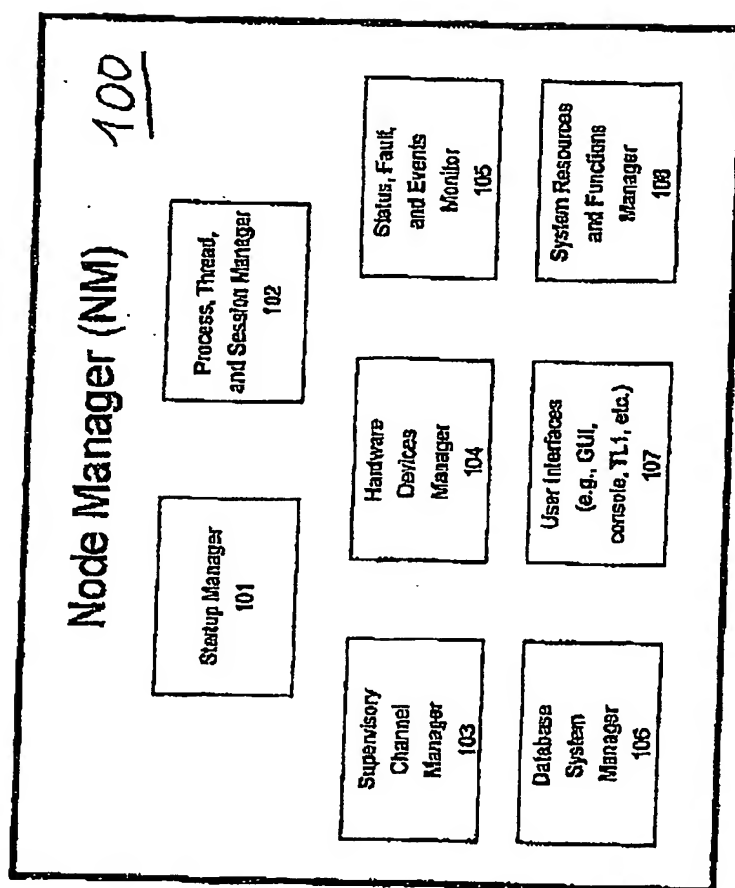 Node Manager (NM)
100
Startup Manager
101
Process, Thread,
and Session Manager
102
Supervisory
Channel
Manager
103
Hardware
Devices
Manager
104
Status, Fault,
and Events
Monitor
105
Database
System
Manager
106
User Interfaces
(e.g., GUI,
console, TL1, etc.)
107
System Resources
and Functions
Manager
108